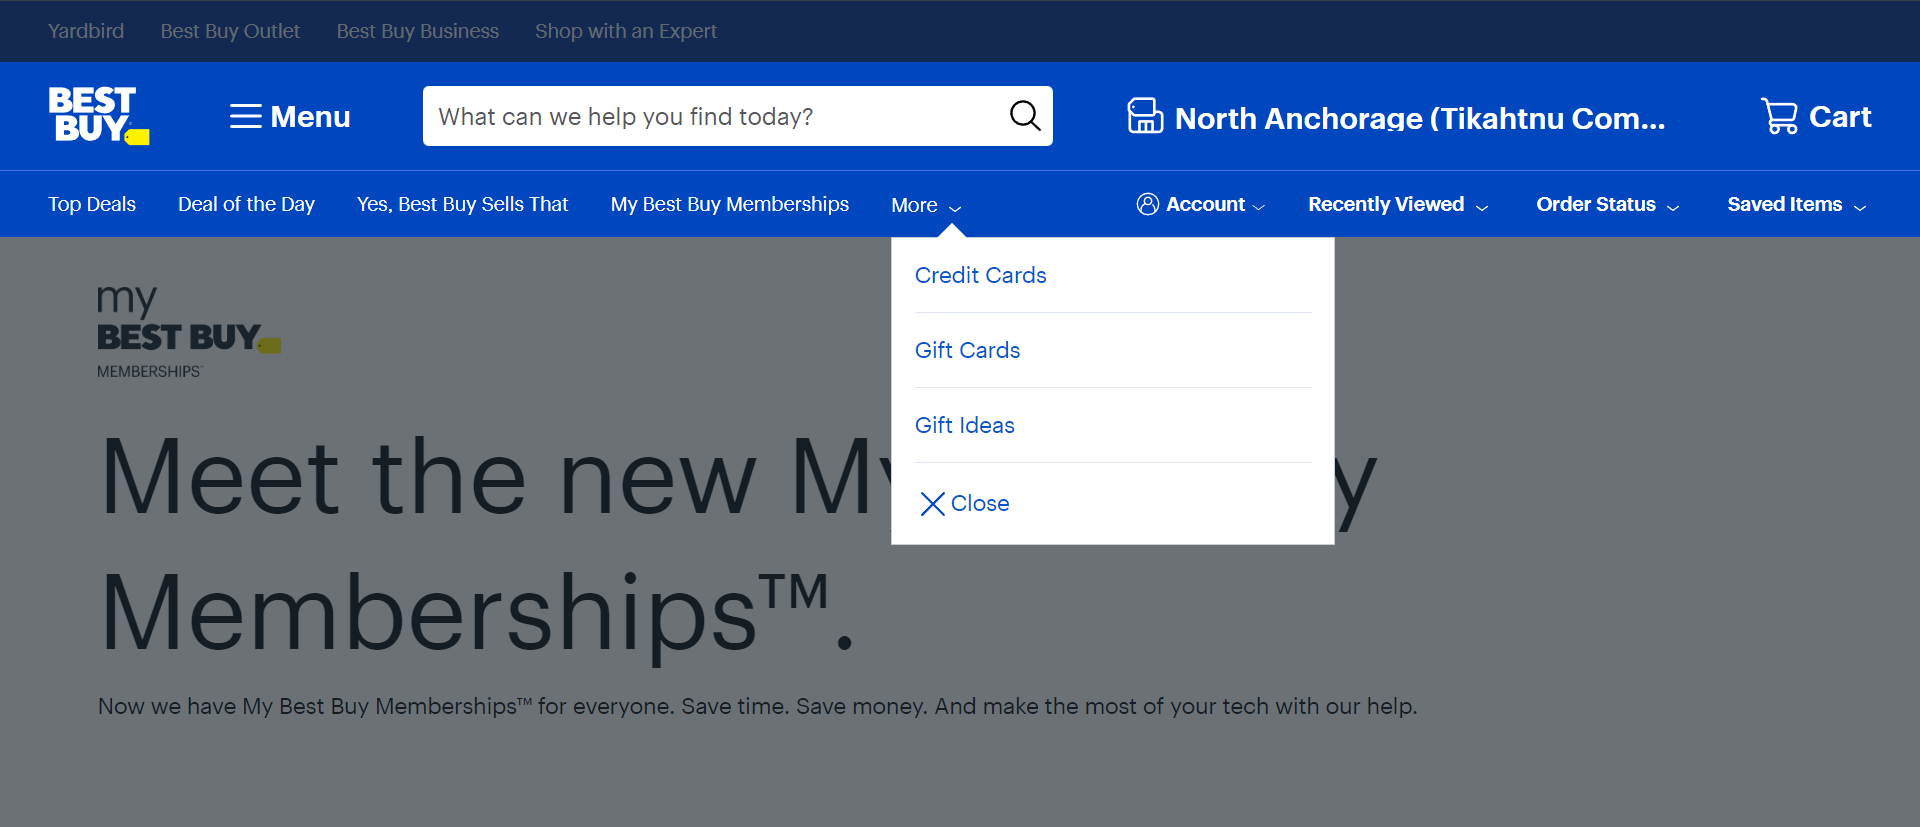 Yardbird Best Buy Outlet Best Buy Business Shop with an Expert
BEST
BUY
Menu
What can we help you find today?
North Anchorage (Tikahtnu Com...
Cart
Top Deals Deal of the Day Yes, Best Buy Sells That My Best Buy Memberships More Account Recently Viewed Order Status Saved Items
Credit Cards
Gift Cards
Gift Ideas
Close
my
BEST BUY
MEMBERSHIPS™
Meet the new My y
Memberships™.
Now we have My Best Buy Memberships™ for everyone. Save time. Save money. And make the most of your tech with our help.